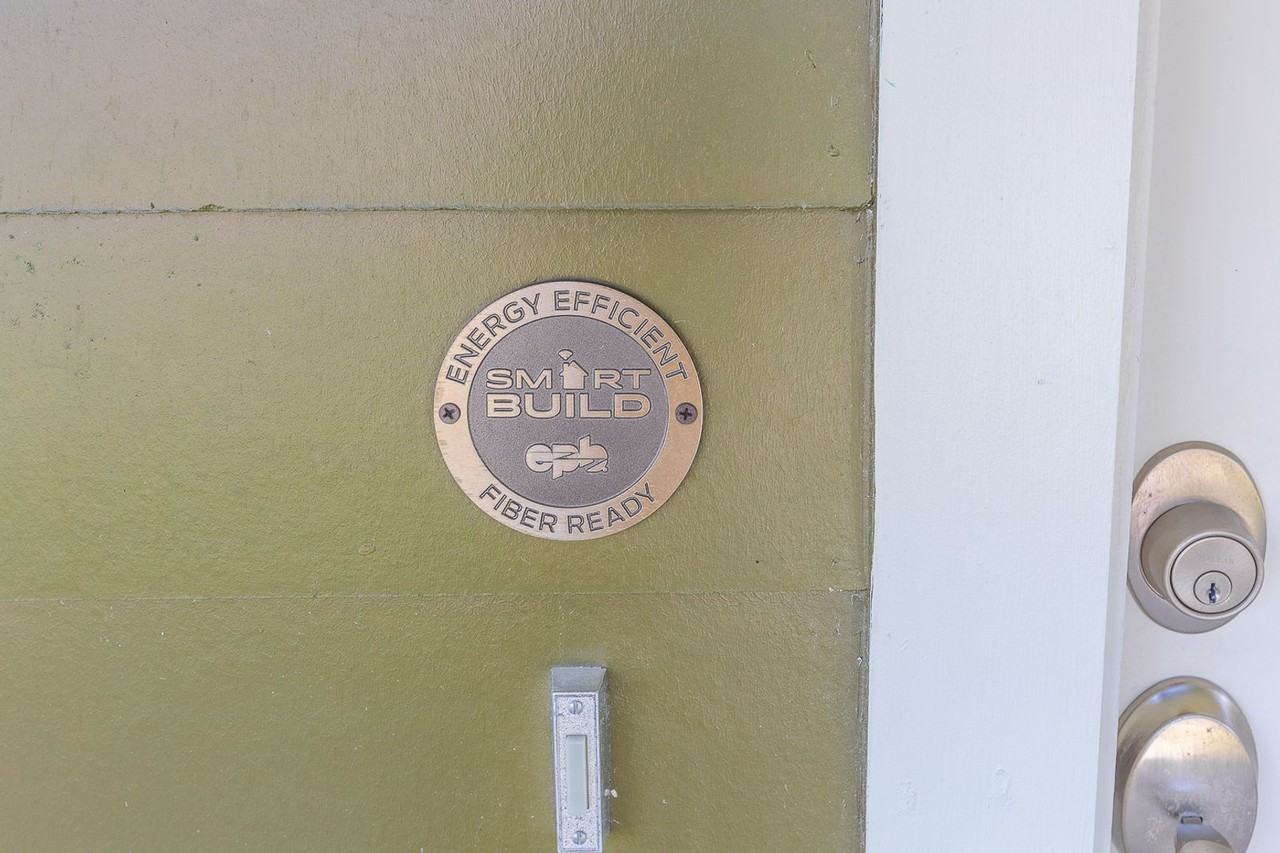 ENERGY EFFICIENT
SMART
BUILD
epb
FIBER READY